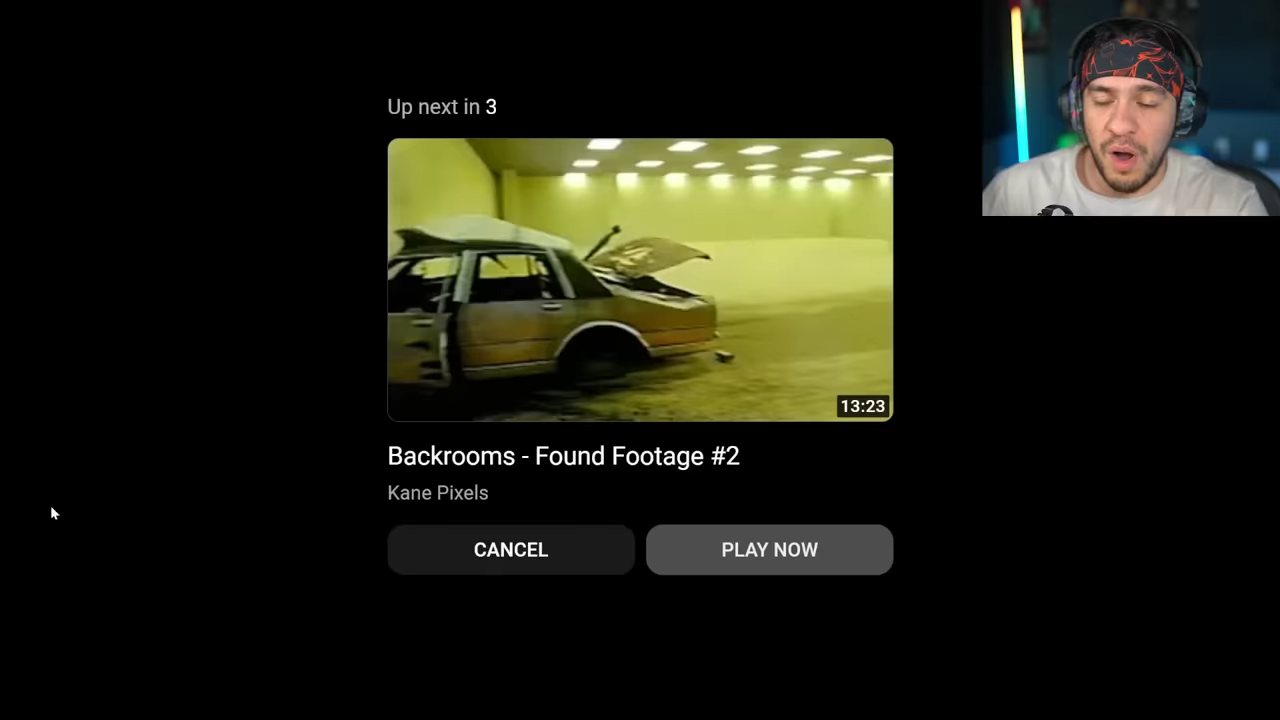 Up next in 3
13:23
Backrooms - Found Footage #2
Kane Pixels
CANCEL
PLAY NOW